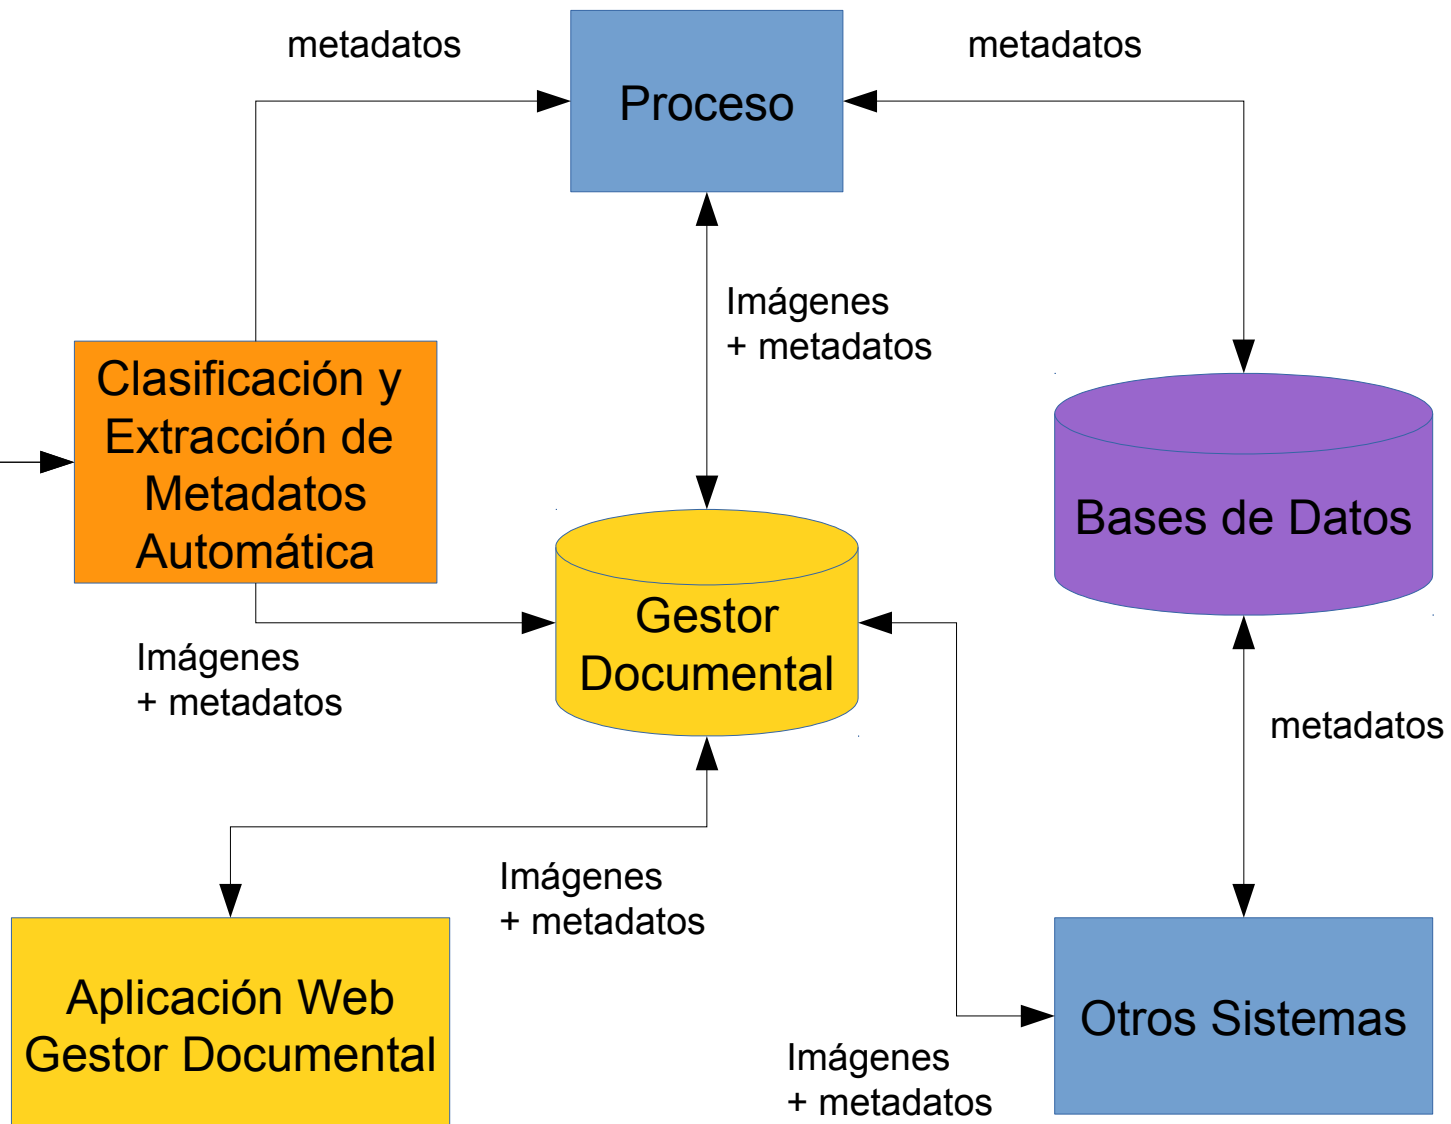 metadatos
metadatos
Proceso
Imágenes
+ metadatos
Clasificación y
Extracción de
Metadatos
Automática
Bases de Datos
Gestor
Documental
Imágenes
+ metadatos
metadatos
Imágenes
+ metadatos
Aplicación Web
Gestor Documental
Otros Sistemas
Imágenes
+ metadatos